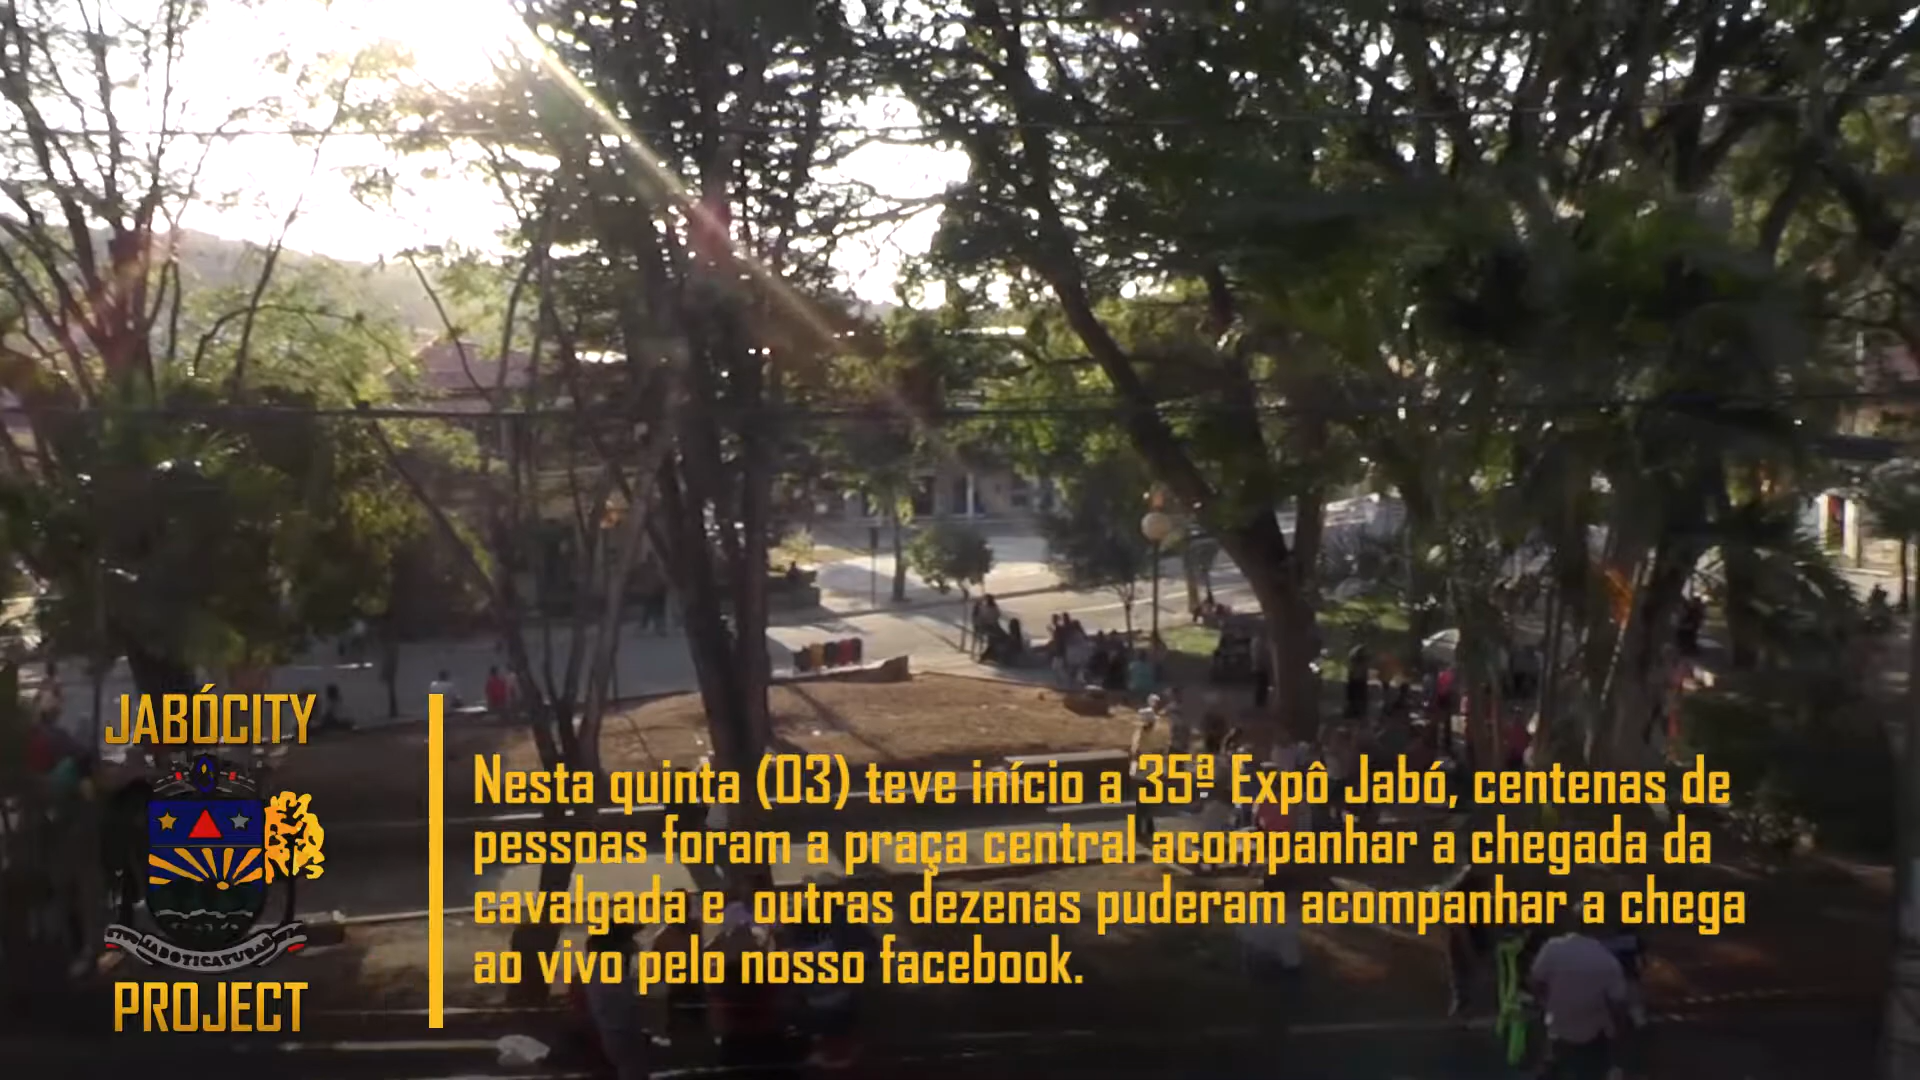 JABÓCITY
PROJECT
Nesta quinta (03) teve início a 35ª Expô Jabó, centenas de
pessoas foram a praça central acompanhar a chegada da
cavalgada e outras dezenas puderam acompanhar a chega
ao vivo pelo nosso facebook.